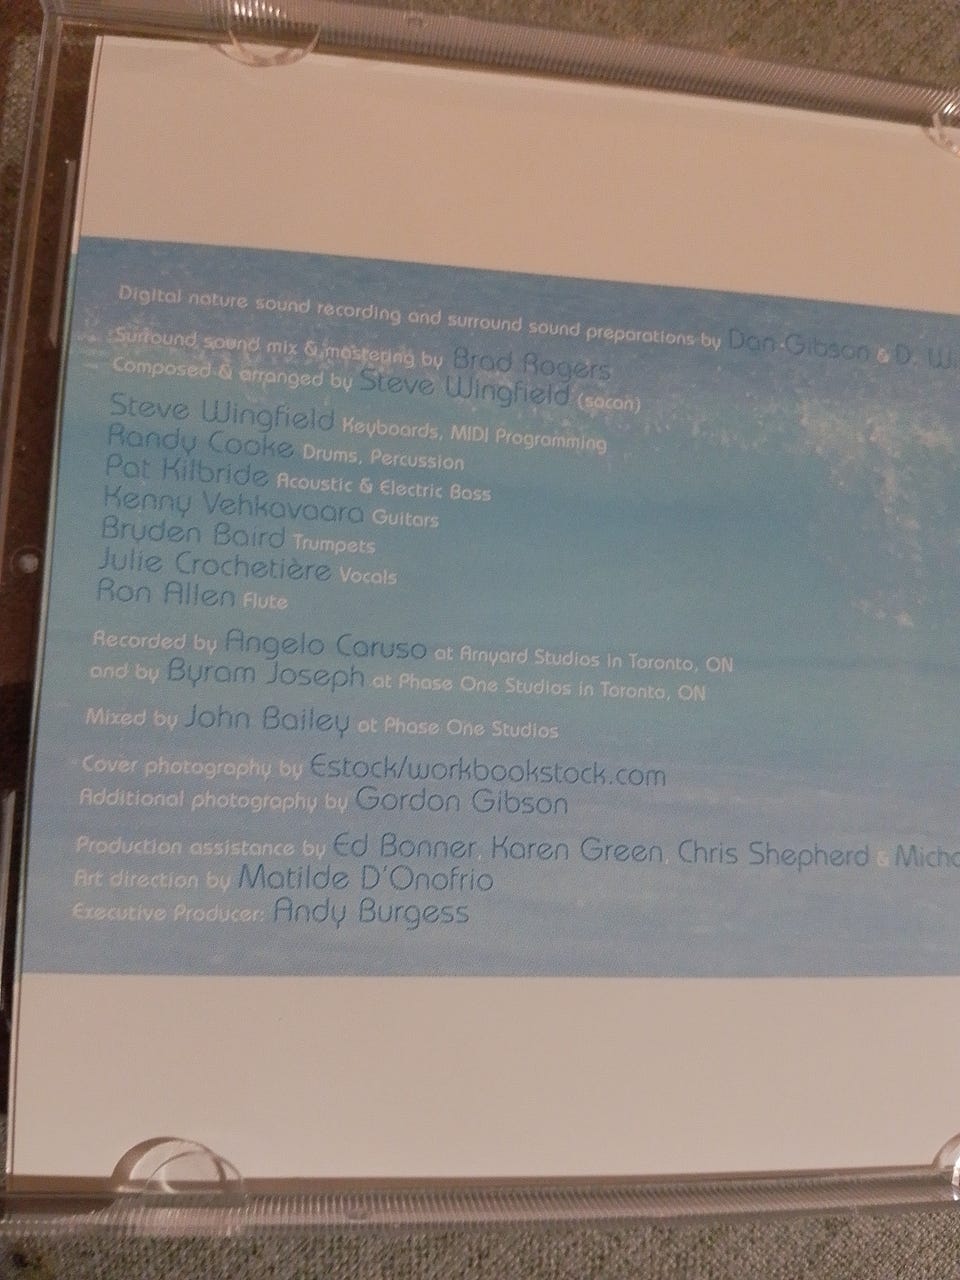 Digital nature sound recording and surround sound preparations by Dan Gibson & D.
Surround sound mix & mastering by Brad Rogers
Composed & arranged by Steve Wingfield (socan)
Steve Wingfield Keyboards, MIDI Programming
Randy Cooke Drums, Percussion
Pat Kilbride Acoustic & Electric Bass
Kenny Vehkavaara Guitars
Bryden Baird Trumpets
Julie Crochetière Vocals
Ron Allen Flute
Recorded by Angelo Caruso at Arnyard Studios in Toronto, ON
and by Byram Joseph at Phase One Studios in Toronto, ON
Mixed by John Bailey at Phase One Studios
Cover photography by Estock/workbookstock.com
Additional photography by Gordon Gibson
Production assistance by Ed Bonner, Karen Green, Chris Shepherd &
Art direction by Matilde D'Onofrio
Executive Producer: Andy Burgess